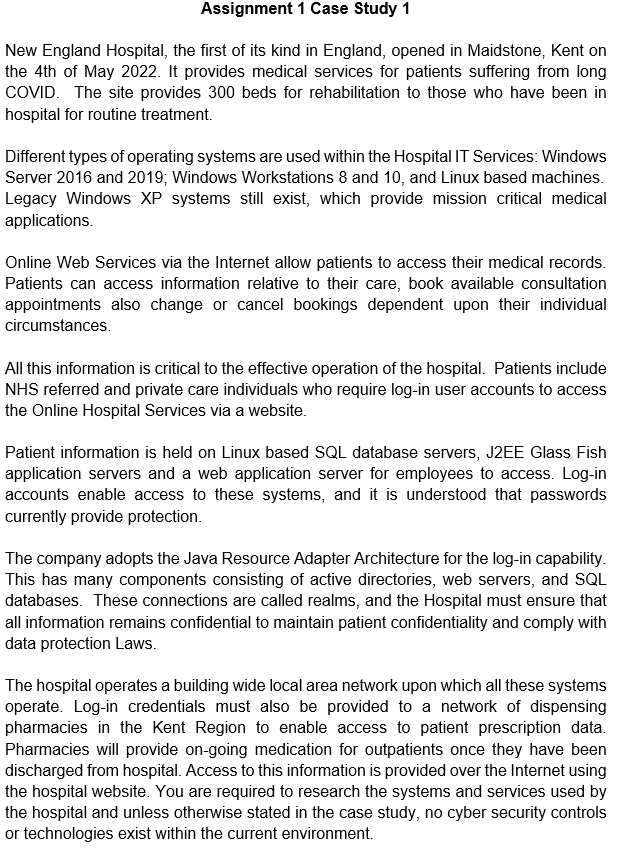 Assignment 1 Case Study 1
New England Hospital, the first of its kind in England, opened in Maidstone, Kent on
the 4th of May 2022. It provides medical services for patients suffering from long
COVID. The site provides 300 beds for rehabilitation to those who have been in
hospital for routine treatment.
Different types of operating systems are used within the Hospital IT Services: Windows
Server 2016 and 2019; Windows Workstations 8 and 10, and Linux based machines.
Legacy Windows XP systems still exist, which provide mission critical medical
applications.
Online Web Services via the Internet allow patients to access their medical records.
Patients can access information relative to their care, book available consultation
appointments also change or cancel bookings dependent upon their individual
circumstances.
All this information is critical to the effective operation of the hospital. Patients include
NHS referred and private care individuals who require log-in user accounts to access
the Online Hospital Services via a website.
Patient information is held on Linux based SQL database servers, J2EE Glass Fish
application servers and a web application server for employees to access. Log-in
accounts enable access to these systems, and it is understood that passwords
currently provide protection.
The company adopts the Java Resource Adapter Architecture for the log-in capability.
This has many components consisting of active directories, web servers, and SQL
databases. These connections are called realms, and the Hospital must ensure that
all information remains confidential to maintain patient confidentiality and comply with
data protection Laws.
The hospital operates a building wide local area network upon which all these systems
operate. Log-in credentials must also be provided to a network of dispensing
pharmacies in the Kent Region to enable access to patient prescription data.
Pharmacies will provide on-going medication for outpatients once they have been
discharged from hospital. Access to this information is provided over the Internet using
the hospital website. You are required to research the systems and services used by
the hospital and unless otherwise stated in the case study, no cyber security controls
or technologies exist within the current environment.